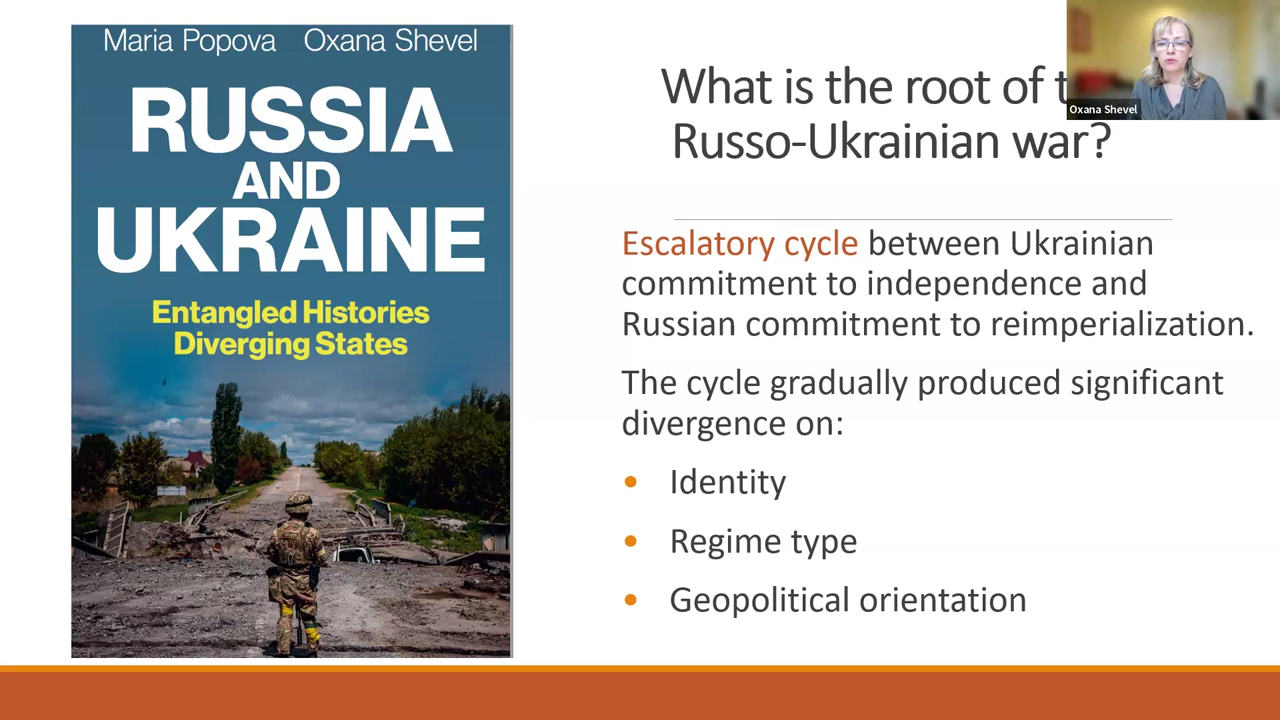 Maria Popova Oxana Shevel
RUSSIA
AND
UKRAINE
Entangled Histories
Diverging States
What is the root of t
Russo-Ukrainian war?
Oxana Shevel
Escalatory cycle between Ukrainian
commitment to independence and
Russian commitment to reimperialization.
The cycle gradually produced significant
divergence on:
• Identity
• Regime type
• Geopolitical orientation